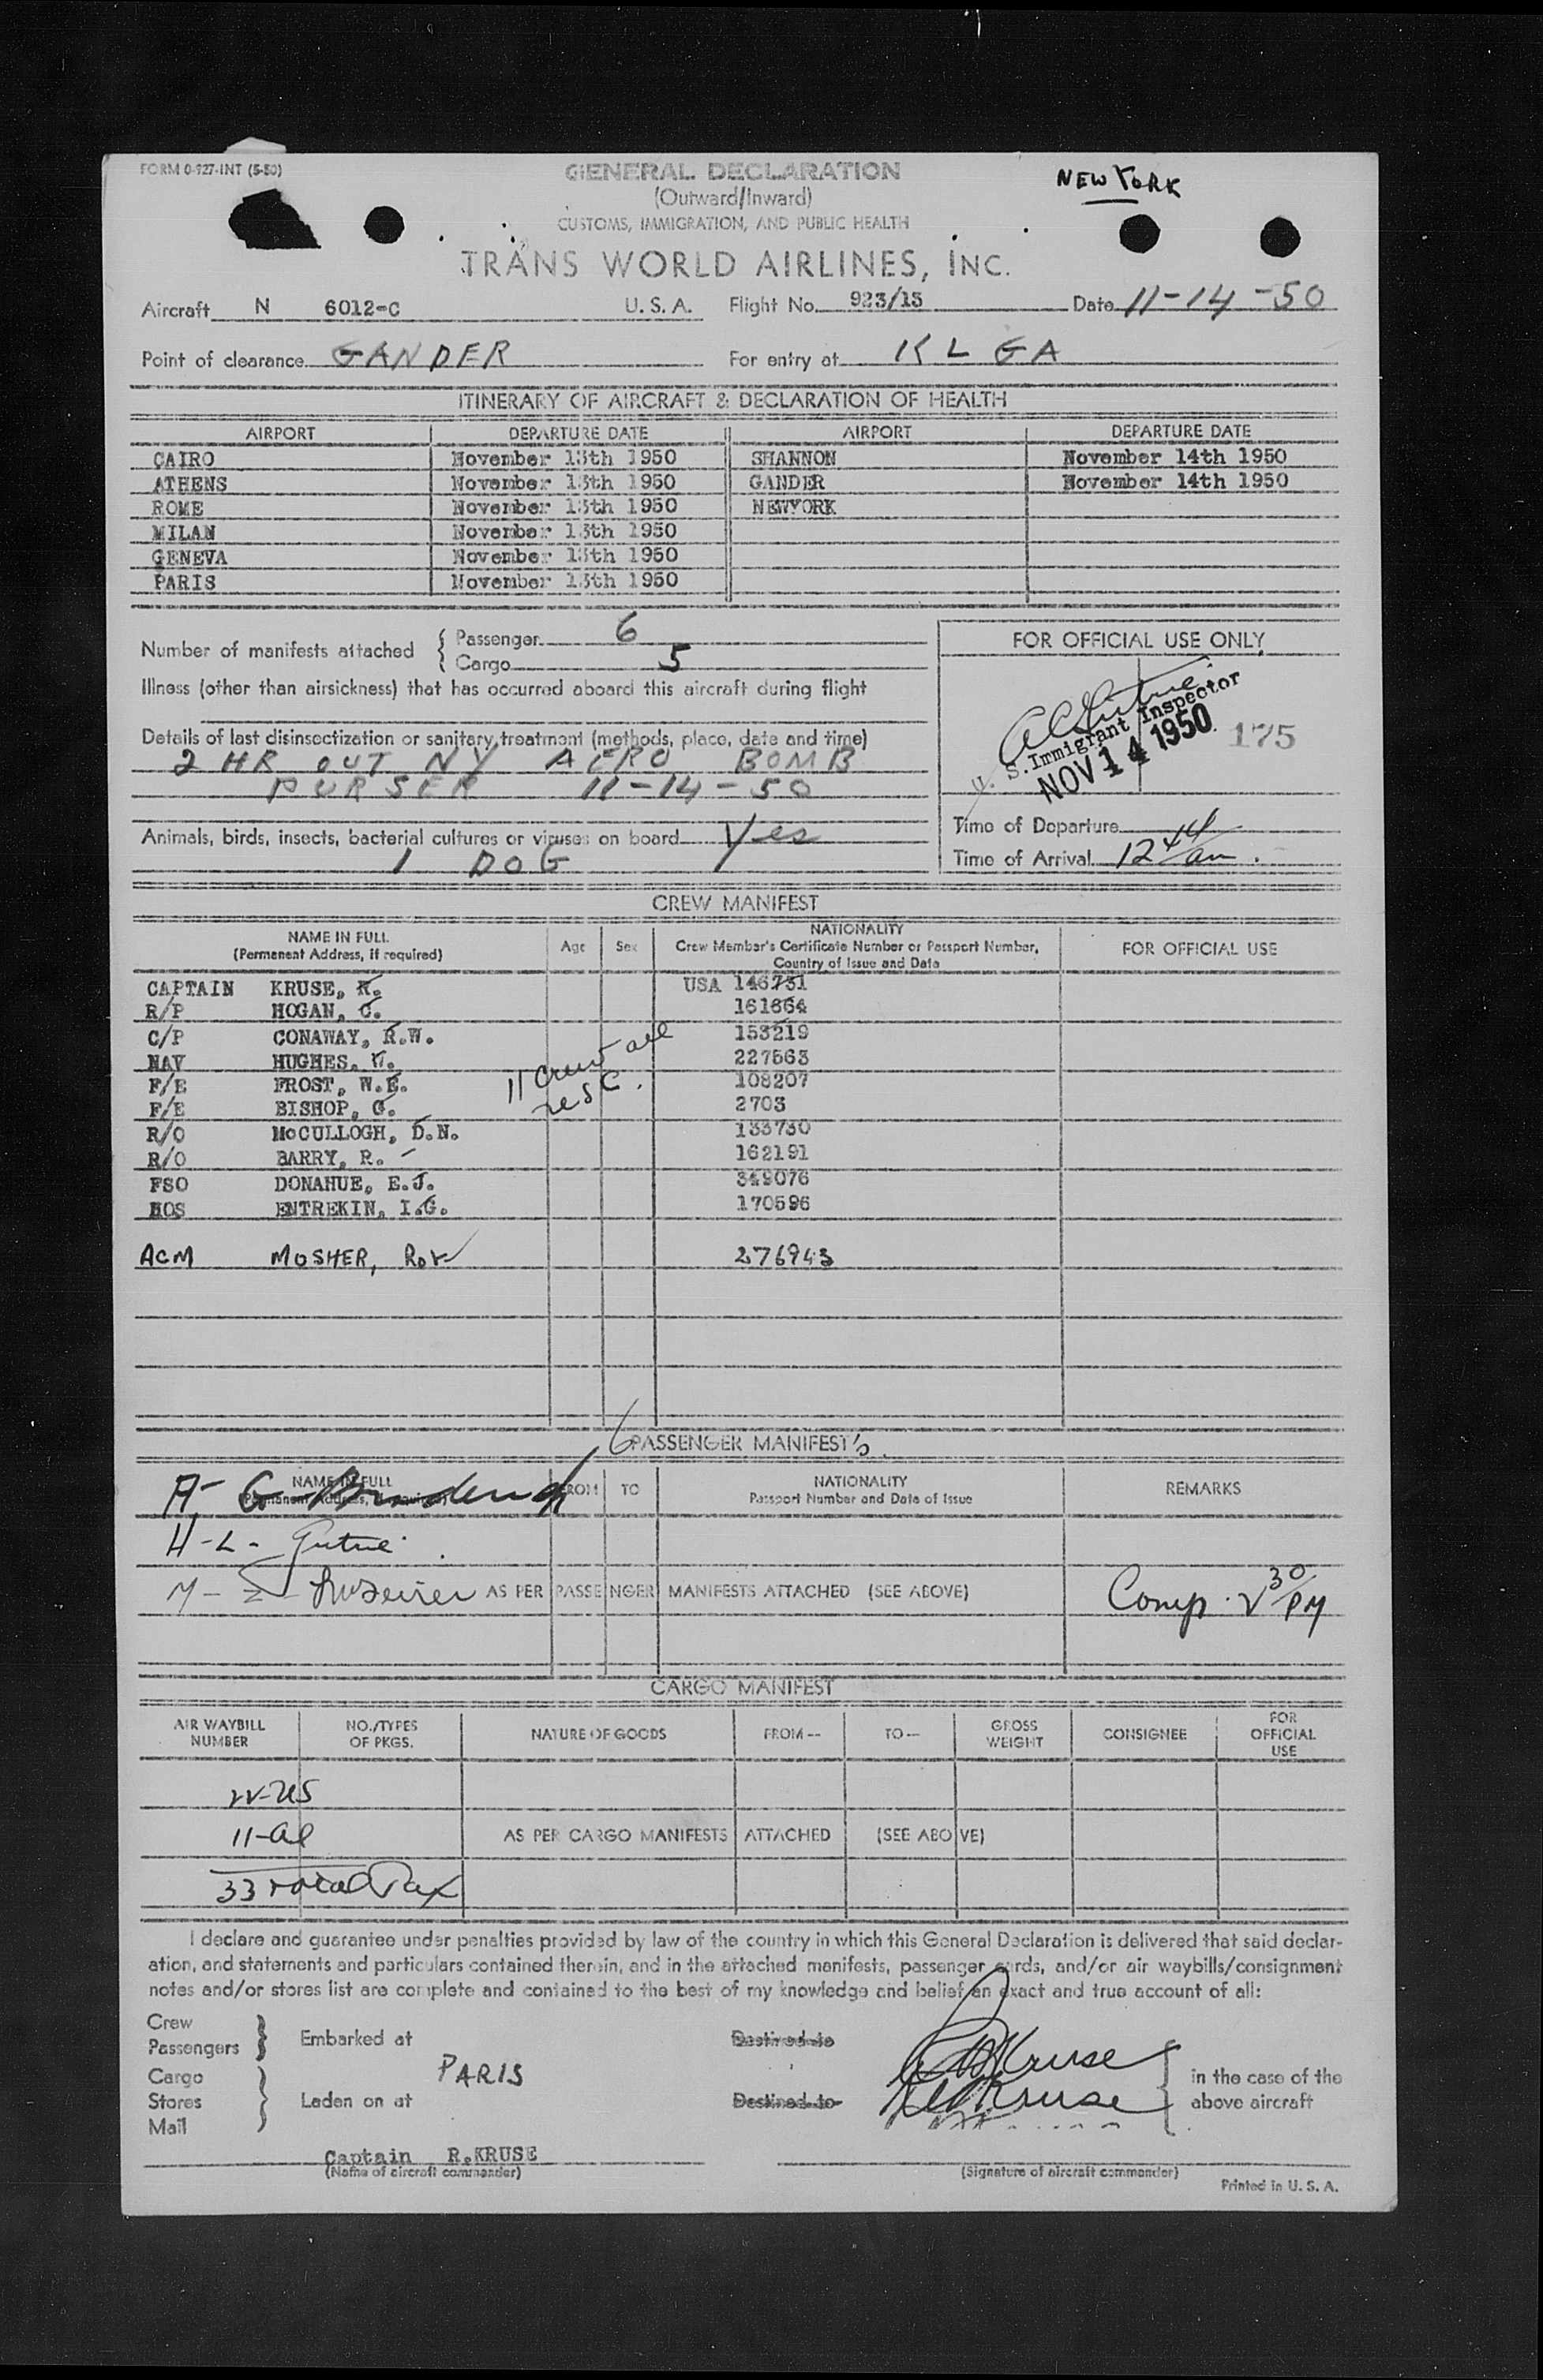 FORM 0-927-INT (5-50)
GENERAL DECLARATION
NEW YORK
(Outward/Inward)
CUSTOMS, IMMIGRATION, AND PUBLIC HEALTH
TRANS WORLD AIRLINES, INC.
Aircraft N 6012-C U. S. A. Flight No. 923/13 Date 11-14-50
Point of clearance GANDER For entry at KLGA
ITINERARY OF AIRCRAFT & DECLARATION OF HEALTH
AIRPORT DEPARTURE DATE AIRPORT DEPARTURE DATE
CAIRO November 13th 1950 SHANNON November 14th 1950
ATHENS November 13th 1950 GANDER November 14th 1950
ROME November 13th 1950 NEWYORK
MILAN November 13th 1950
GENEVA November 13th 1950
PARIS November 13th 1950
Number of manifests attached { Passenger 6
Cargo 5
FOR OFFICIAL USE ONLY
Illness (other than airsickness) that has occurred aboard this aircraft during flight
U. S. Immigrant Inspector
NOV 14 1950
175
Details of last disinsectization or sanitary treatment (methods, place, date and time)
2 HR OUT NY AERO BOMB
PURSER 11-14-50
Animals, birds, insects, bacterial cultures or viruses on board Yes
1 DOG
Time of Departure
Time of Arrival 12 44/am.
CREW MANIFEST
NAME IN FULL (Permanent Address, if required) Age Sex NATIONALITY Crew Member's Certificate Number or Passport Number, Country of Issue and Date FOR OFFICIAL USE
CAPTAIN KRUSE, R. USA 146731
R/P HOGAN, C. 161664
C/P CONAWAY, R.W. 153219
NAV HUGHES, W. 227563
F/E FROST, W.E. 108207
F/E BISHOP, G. 2703
R/O McCULLOGH, D.N. 133730
R/O BARRY, R. 162191
FSO DONAHUE, E.J. 349076
HOS ENTREKIN, I.G. 170596
11 Crew all
ACM MOSHER, Roy 276943
6 PASSENGER MANIFEST's
NAME IN FULL (Permanent Address, if required) FROM TO NATIONALITY Passport Number and Date of Issue REMARKS
H-L-
AS PER PASSENGER MANIFESTS ATTACHED (SEE ABOVE) Comp. 2 30/PM
CARGO MANIFEST
AIR WAYBILL NUMBER NO./TYPES OF PKGS. NATURE OF GOODS FROM— TO— GROSS WEIGHT CONSIGNEE FOR OFFICIAL USE
22-US
11-al AS PER CARGO MANIFESTS ATTACHED (SEE ABOVE)
33 total Pax
I declare and guarantee under penalties provided by law of the country in which this General Declaration is delivered that said declar-
ation, and statements and particulars contained therein, and in the attached manifests, passenger cards, and/or air waybills/consignment
notes and/or stores list are complete and contained to the best of my knowledge and belief an exact and true account of all:
Crew
Passengers } Embarked at Destined to
Cargo PARIS in the case of the
Stores } Laden on at Destined to above aircraft
Mail
Captain R.KRUSE
(Name of aircraft commander) (Signature of aircraft commander)
Printed in U. S. A.